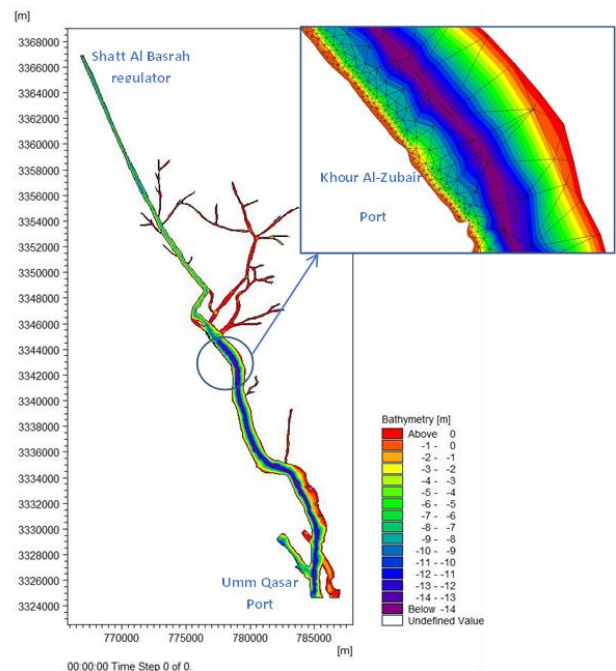 [m]
3368000
3366000
3364000
3362000
3360000
3358000
3356000
3354000
3352000
3350000
3348000
3346000
3344000
3342000
3340000
3338000
3336000
3334000
3332000
3330000
3328000
3326000
3324000
Shatt Al Basrah
regulator
Khour Al-Zubair
Port
Umm Qasar
Port
770000 775000 780000 785000
[m]
Bathymetry [m]
Above 0
-1 - 0
-2 - -1
-3 - -2
-4 - -3
-5 - -4
-6 - -5
-7 - -6
-8 - -7
-9 - -8
-10 - -9
-11 - -10
-12 - -11
-13 - -12
-14 - -13
Below -14
Undefined Value
00:00:00 Time Step 0 of 0.